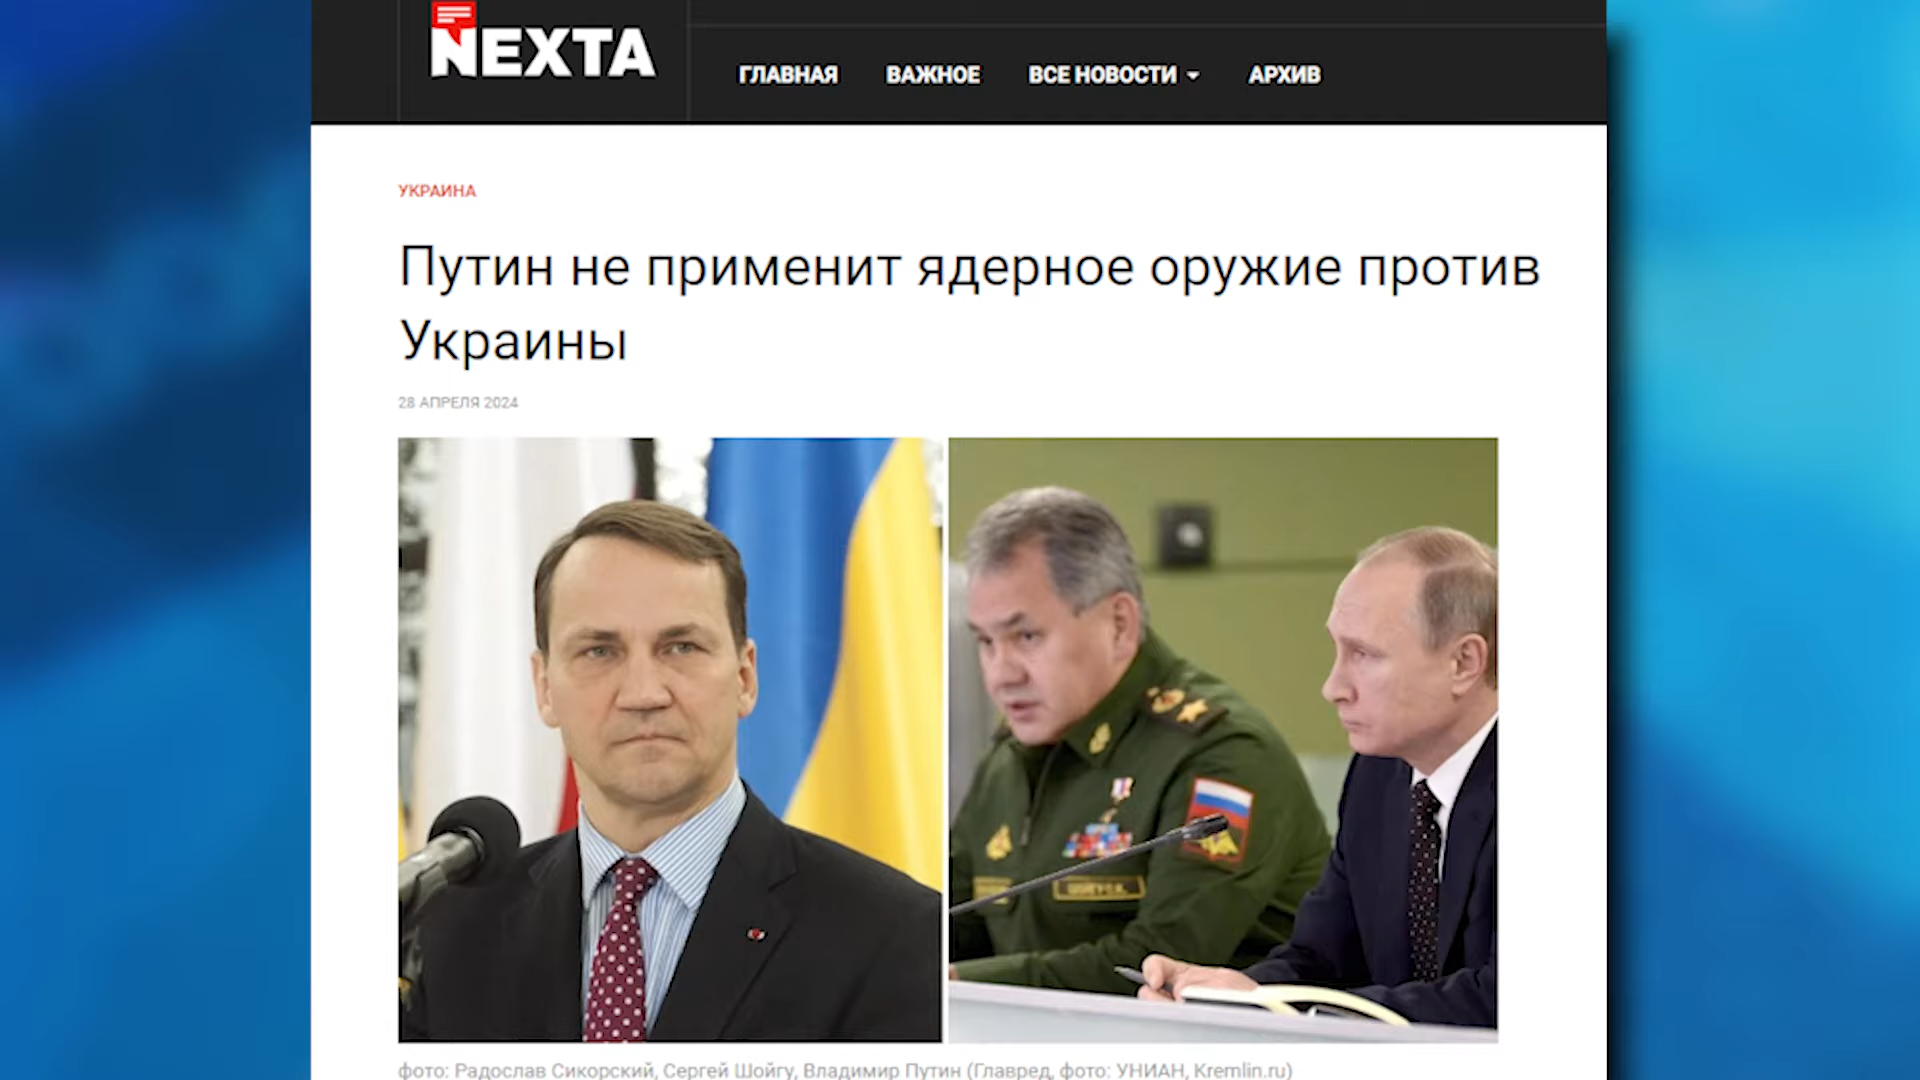 NEXTA
ГЛАВНАЯ ВАЖНОЕ ВСЕ НОВОСТИ АРХИВ
УКРАИНА
Путин не применит ядерное оружие против
Украины
28 АПРЕЛЯ 2024
фото: Радослав Сикорский, Сергей Шойгу, Владимир Путин (Главред, фото: УНИАН, Kremlin.ru)